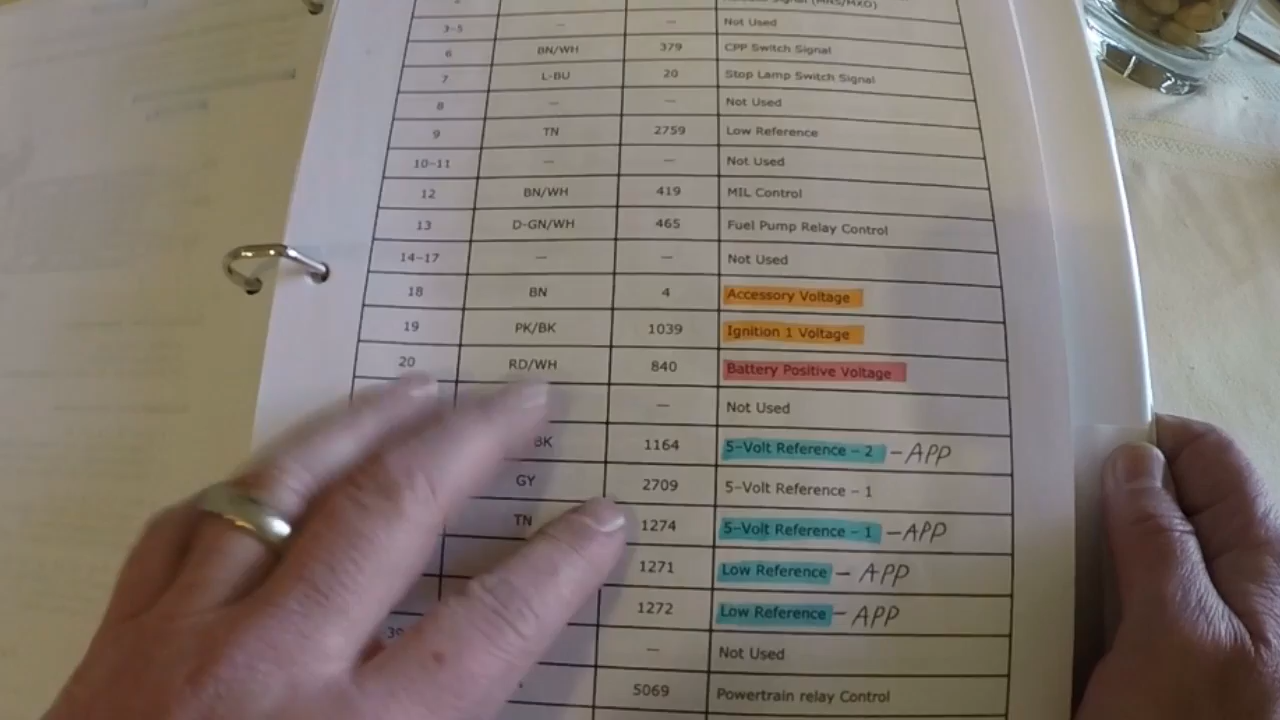 Signal (MNS/MXO)
3-5 — — Not Used
6 BN/WH 379 CPP Switch Signal
7 L-BU 20 Stop Lamp Switch Signal
8 — — Not Used
9 TN 2759 Low Reference
10-11 — — Not Used
12 BN/WH 419 MIL Control
13 D-GN/WH 465 Fuel Pump Relay Control
14-17 — — Not Used
18 BN 4 Accessory Voltage
19 PK/BK 1039 Ignition 1 Voltage
20 RD/WH 840 Battery Positive Voltage
— Not Used
BK 1164 5-Volt Reference - 2 - APP
GY 2709 5-Volt Reference - 1
TN 1274 5-Volt Reference - 1 - APP
1271 Low Reference - APP
1272 Low Reference - APP
— Not Used
5069 Powertrain relay Control